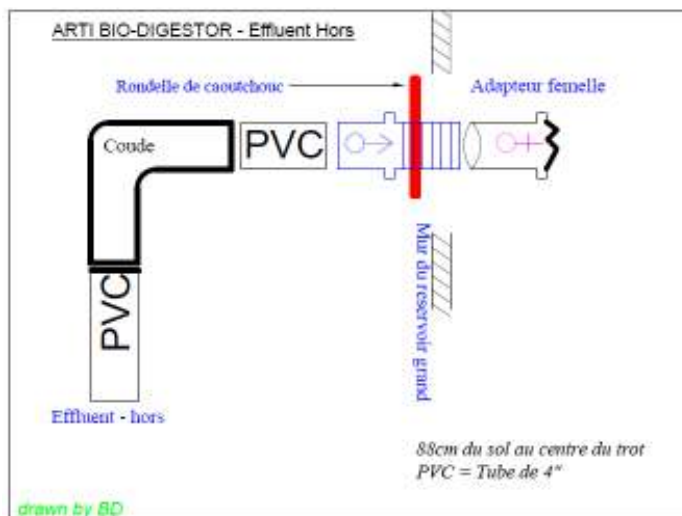 ARTI BIO-DIGESTOR - Effluent Hors
Rondelle de caoutchouc
Adapteur femelle
Coude
PVC
PVC
Mur du reservoir grand
Effluent - hors
88cm du sol au centre du trot
PVC = Tube de 4"
drawn by BD